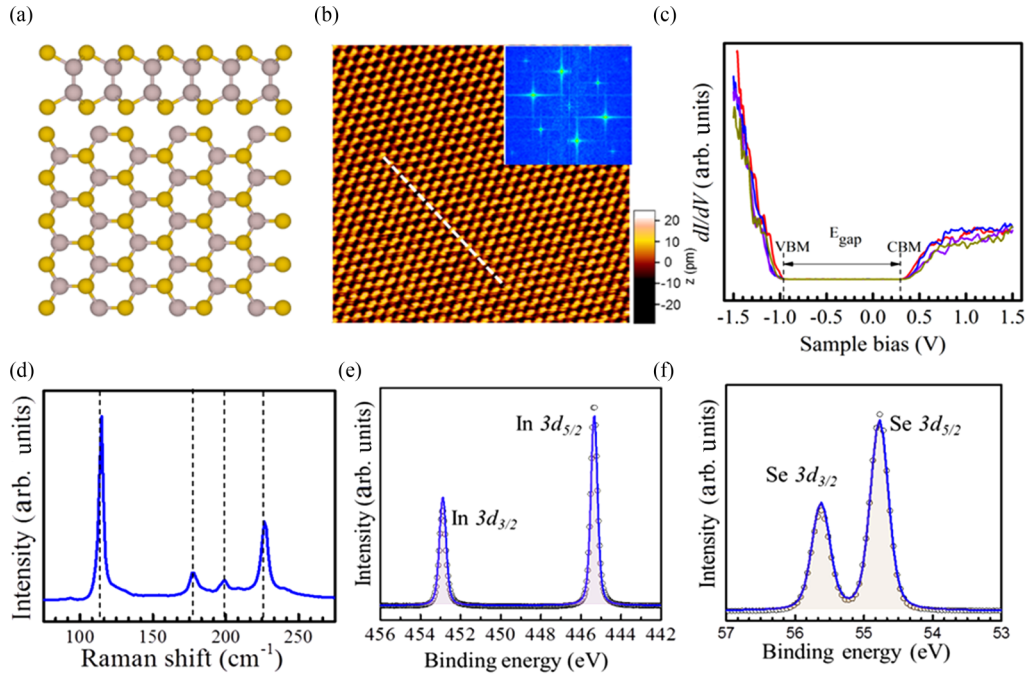 (a)
(b)
20
10
0
-10
-20
z (pm)
(c)
dI/dV (arb. units)
VBM
E_gap
CBM
-1.5 -1.0 -0.5 0.0 0.5 1.0 1.5
Sample bias (V)
(d)
Intensity (arb. units)
100 150 200 250
Raman shift (cm⁻¹)
(e)
Intensity (arb. units)
In 3d5/2
In 3d3/2
456 454 452 450 448 446 444 442
Binding energy (eV)
(f)
Intensity (arb. units)
Se 3d5/2
Se 3d3/2
57 56 55 54 53
Binding energy (eV)